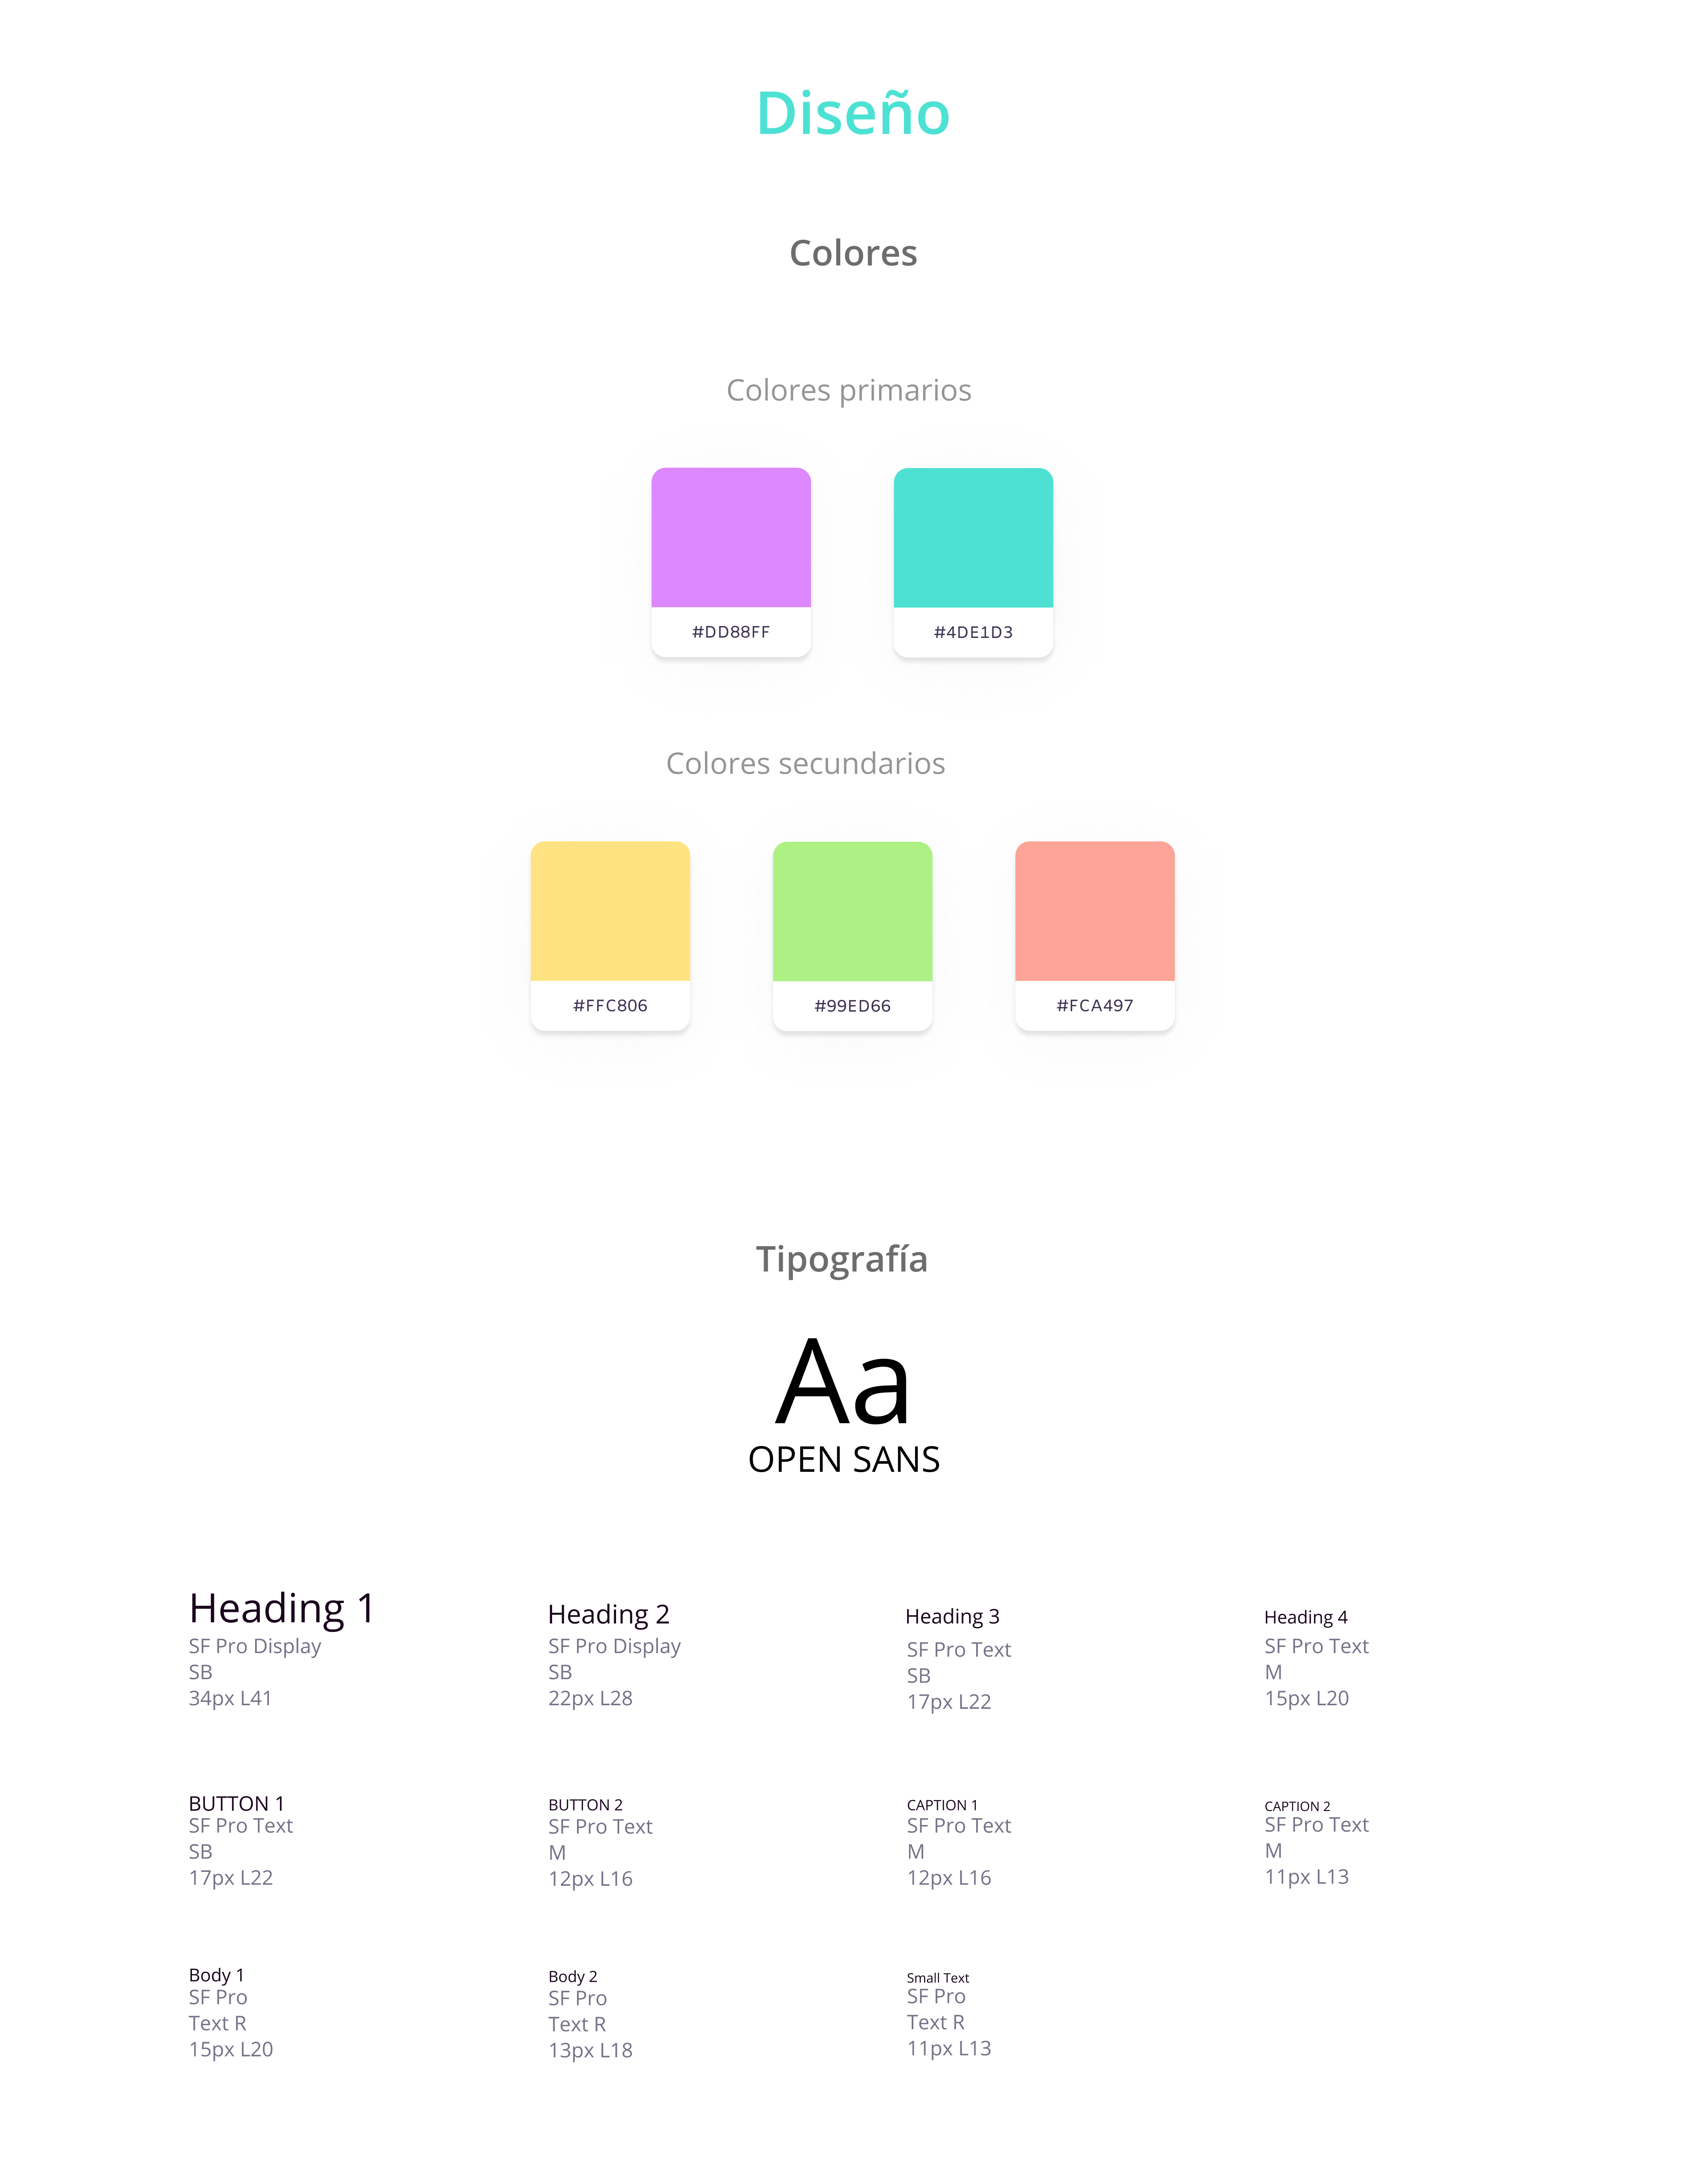 Diseño
Colores
Colores primarios
#DD88FF
#4DE1D3
Colores secundarios
#FFC806
#99ED66
#FCA497
Tipografía
Aa
OPEN SANS
Heading 1
SF Pro Display
SB
34px L41
Heading 2
SF Pro Display
SB
22px L28
Heading 3
SF Pro Text
SB
17px L22
Heading 4
SF Pro Text
M
15px L20
BUTTON 1
SF Pro Text
SB
17px L22
BUTTON 2
SF Pro Text
M
12px L16
CAPTION 1
SF Pro Text
M
12px L16
CAPTION 2
SF Pro Text
M
11px L13
Body 1
SF Pro
Text R
15px L20
Body 2
SF Pro
Text R
13px L18
Small Text
SF Pro
Text R
11px L13